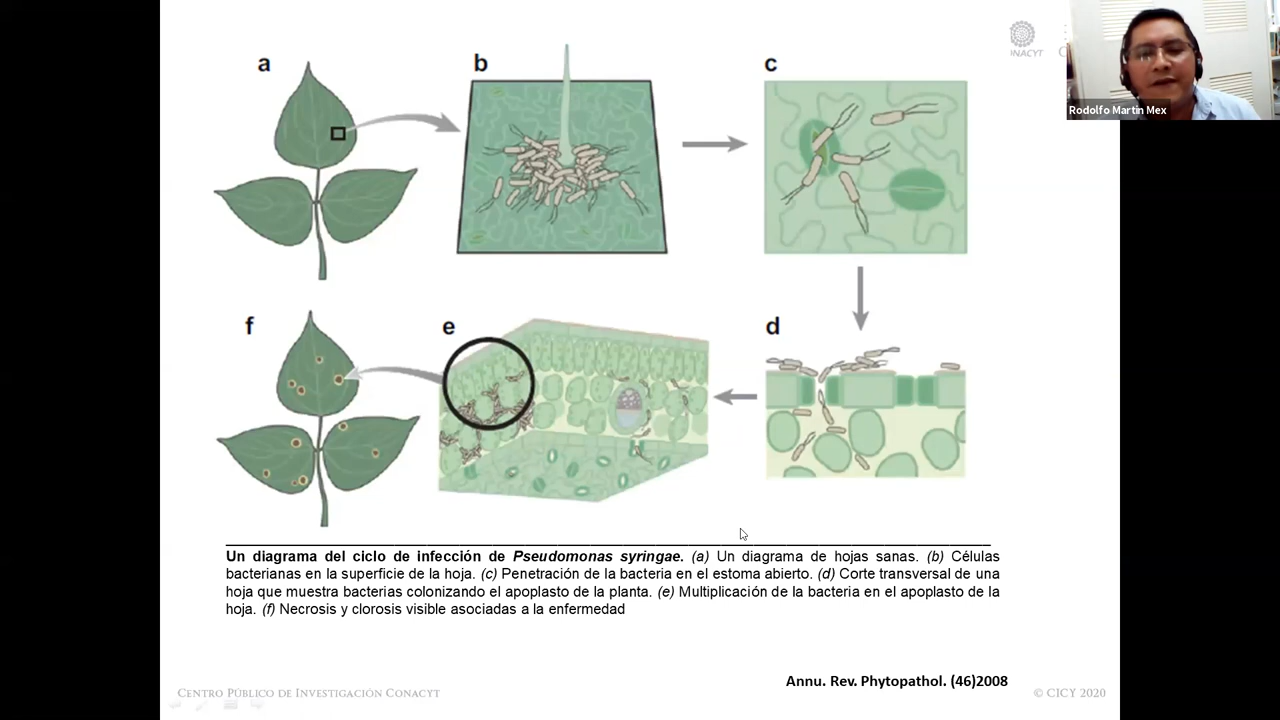 a
b
c
ONACYT
Rodolfo Martin Mex
f
e
d
Un diagrama del ciclo de infección de Pseudomonas syringae. (a) Un diagrama de hojas sanas. (b) Células
bacterianas en la superficie de la hoja. (c) Penetración de la bacteria en el estoma abierto. (d) Corte transversal de una
hoja que muestra bacterias colonizando el apoplasto de la planta. (e) Multiplicación de la bacteria en el apoplasto de la
hoja. (f) Necrosis y clorosis visible asociadas a la enfermedad
Annu. Rev. Phytopathol. (46)2008
CENTRO PÚBLICO DE INVESTIGACIÓN CONACYT
© CICY 2020